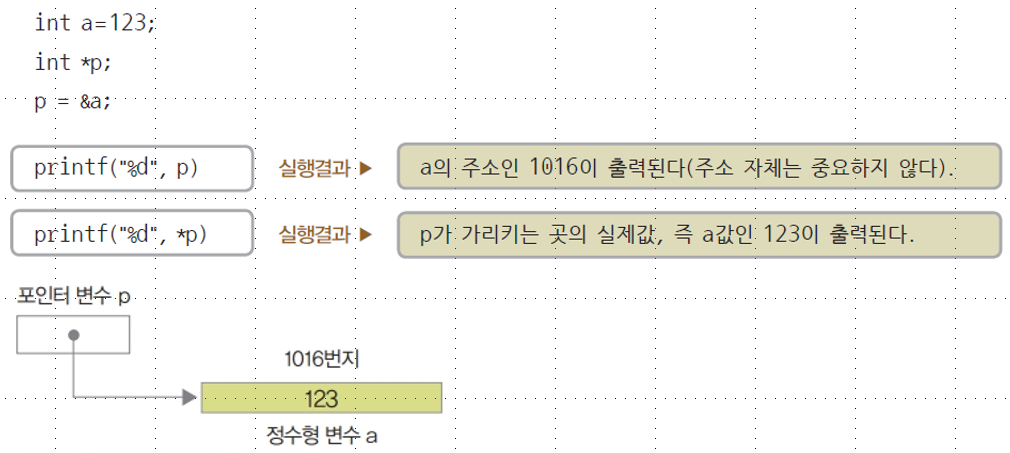 int a=123;
int *p;
p = &a;
printf("%d", p) 실행결과 ▶ a의 주소인 1016이 출력된다(주소 자체는 중요하지 않다).
printf("%d", *p) 실행결과 ▶ p가 가리키는 곳의 실제값, 즉 a값인 123이 출력된다.
포인터 변수 p
1016번지
123
정수형 변수 a